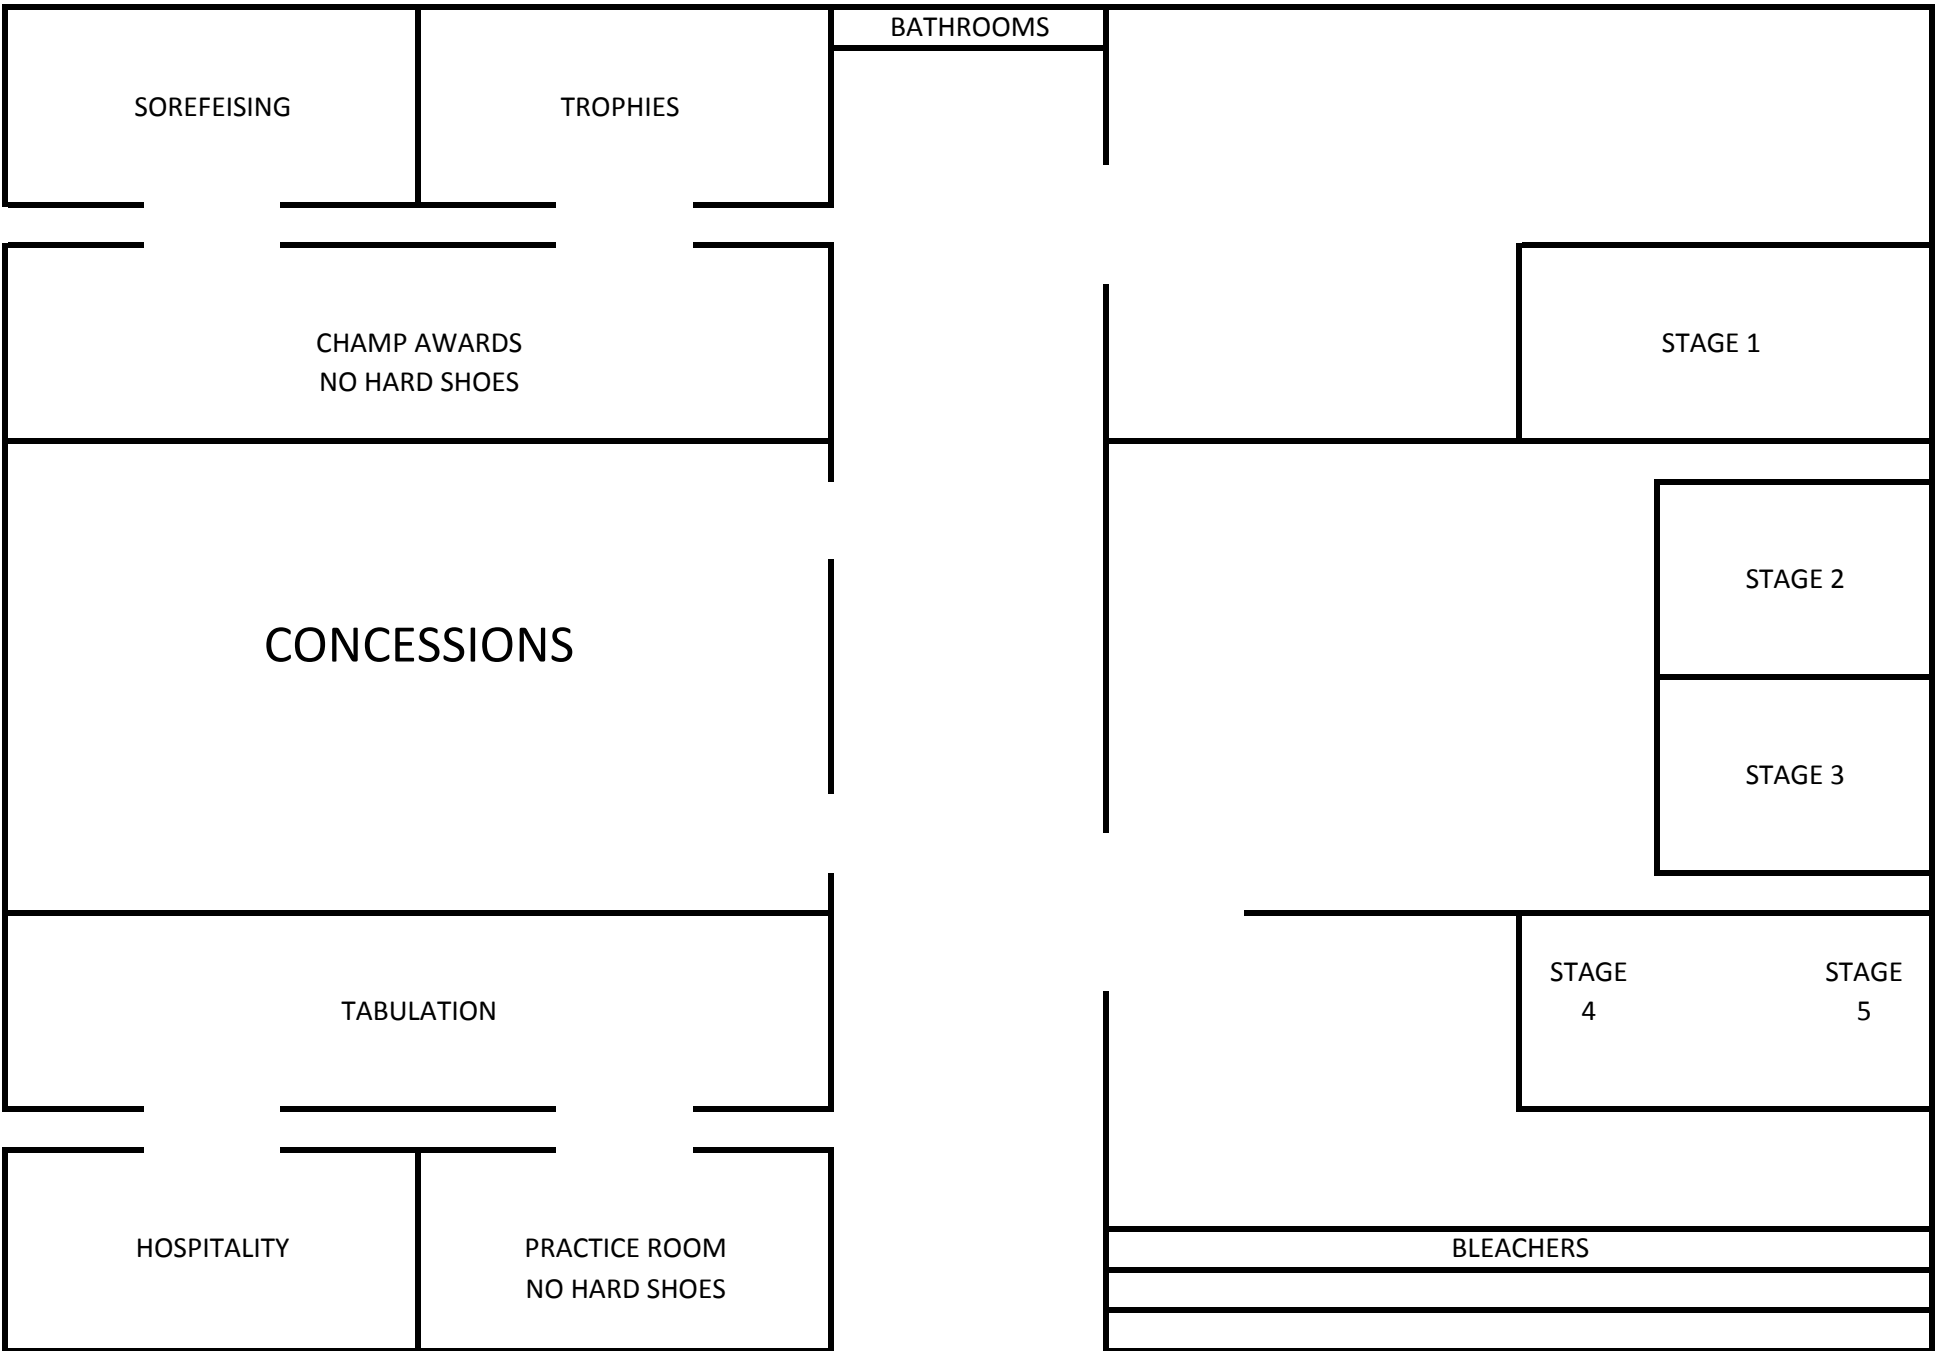 BATHROOMS
SOREFEISING
TROPHIES
CHAMP AWARDS
NO HARD SHOES
STAGE 1
STAGE 2
CONCESSIONS
STAGE 3
STAGE
4
STAGE
5
TABULATION
HOSPITALITY
PRACTICE ROOM
NO HARD SHOES
BLEACHERS